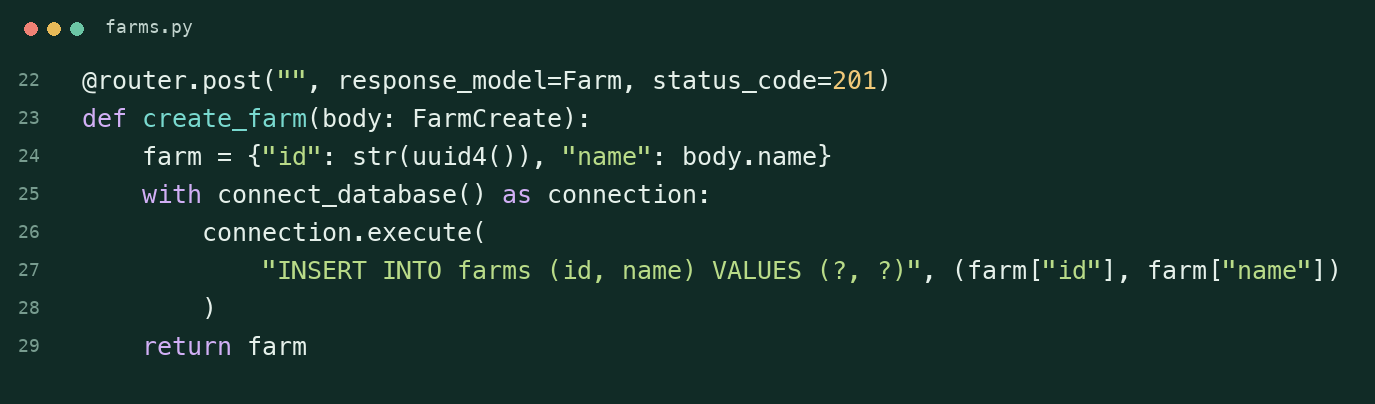 farms.py
22 @router.post("", response_model=Farm, status_code=201)
23 def create_farm(body: FarmCreate):
24     farm = {"id": str(uuid4()), "name": body.name}
25     with connect_database() as connection:
26         connection.execute(
27             "INSERT INTO farms (id, name) VALUES (?, ?)", (farm["id"], farm["name"])
28         )
29     return farm